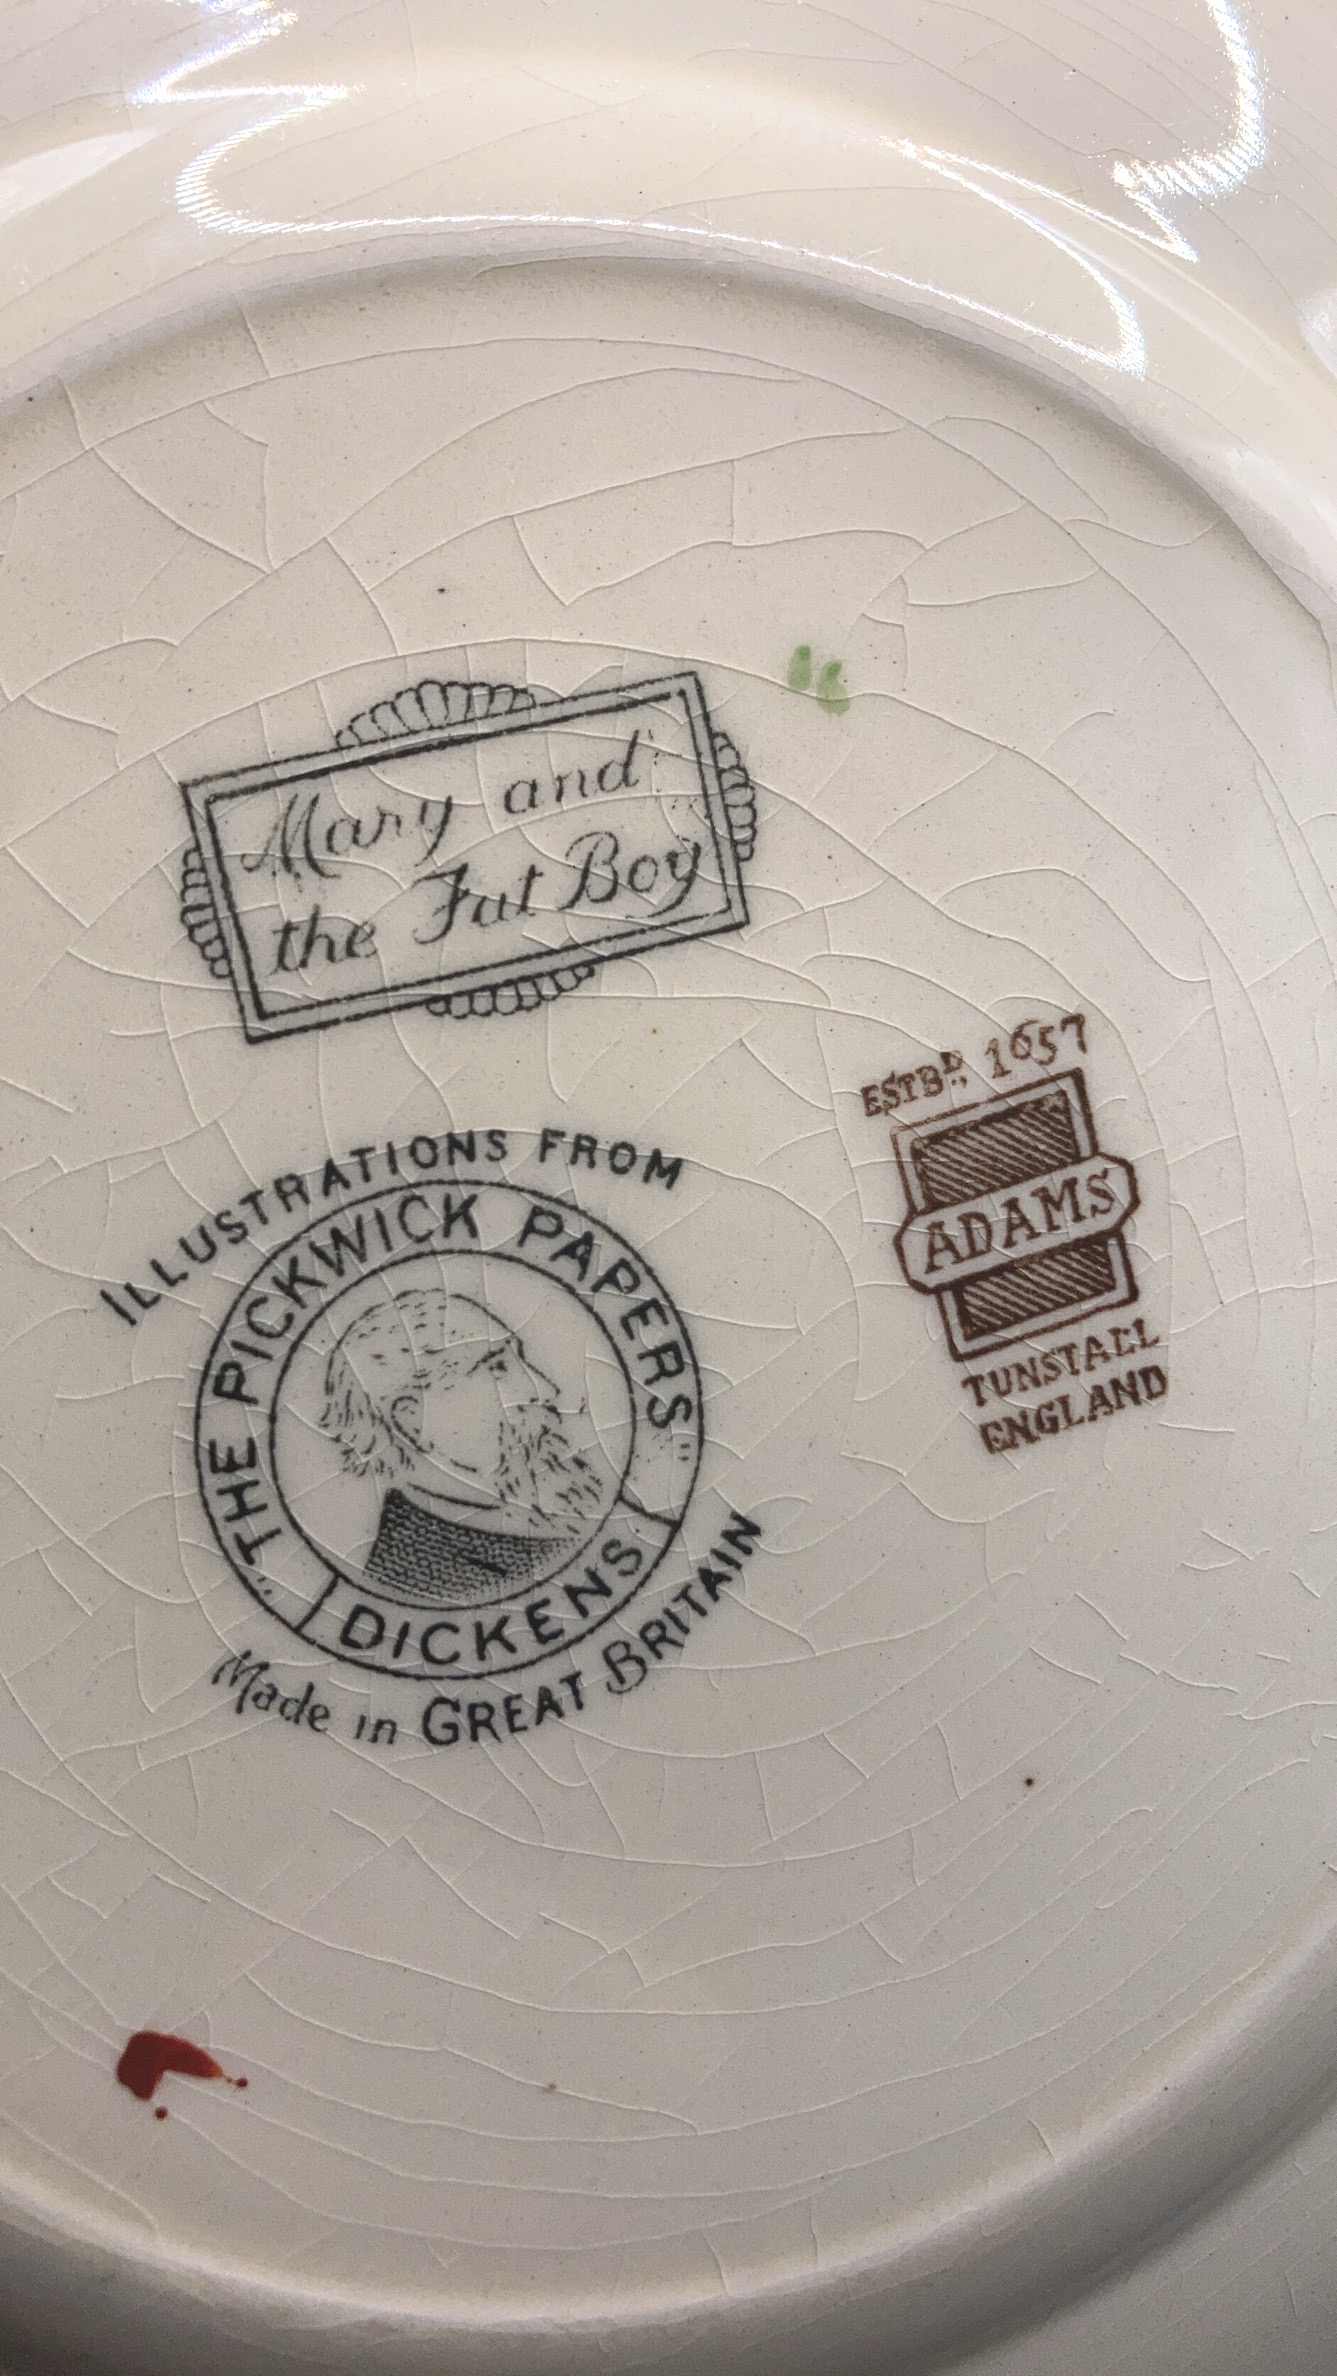 Mary and
the Fat Boy
ESTBD. 1657
ADAMS
TUNSTALL
ENGLAND
ILLUSTRATIONS FROM
"THE PICKWICK PAPERS"
DICKENS
Made in GREAT BRITAIN